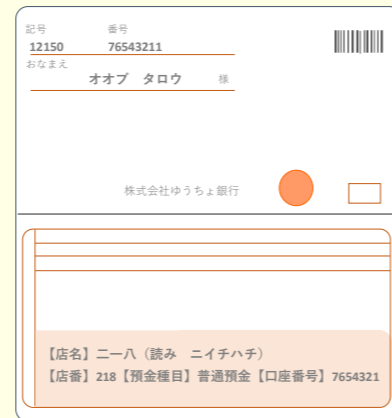 記号 番号
12150 76543211
おなまえ
オオブ タロウ 様
株式会社ゆうちょ銀行
【店名】二一八（読み ニイチハチ）
【店番】218【預金種目】普通預金【口座番号】7654321